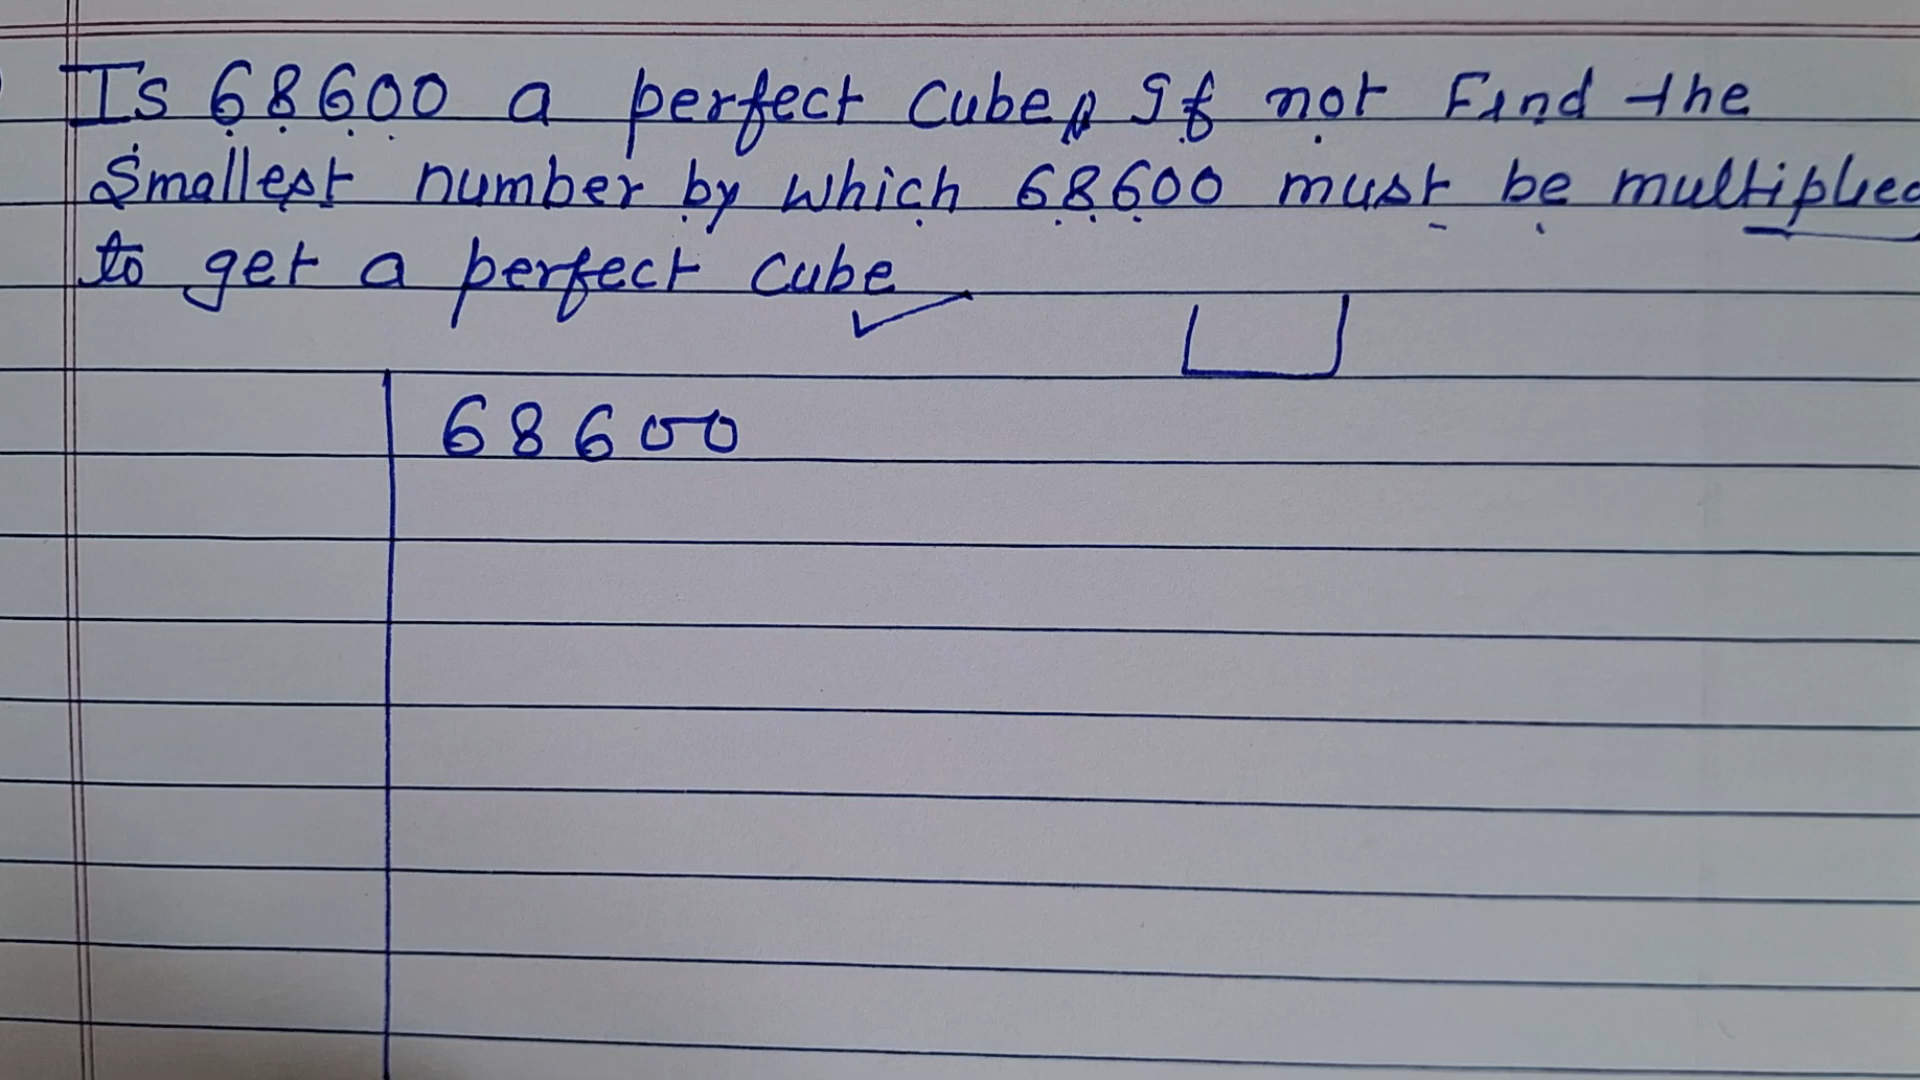 Is 68600 a perfect cube, If not Find the
Smallest number by which 68600 must be multiplied
to get a perfect cube
68600